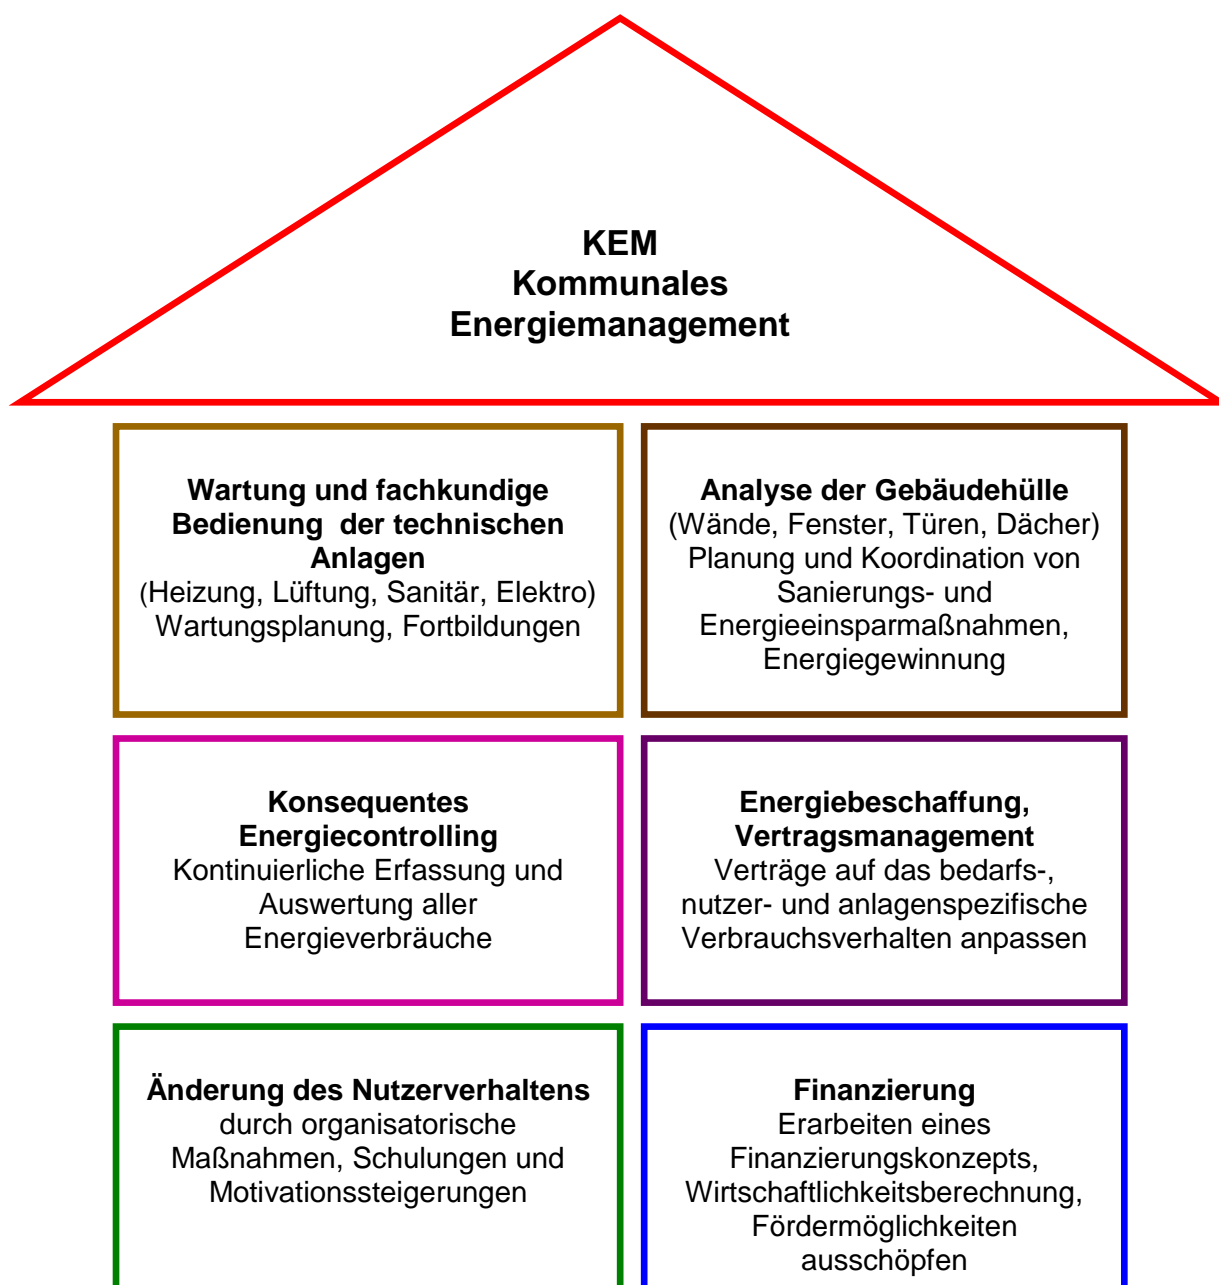 KEM
Kommunales
Energiemanagement
Wartung und fachkundige
Bedienung  der technischen
Anlagen
(Heizung, Lüftung, Sanitär, Elektro)
Wartungsplanung, Fortbildungen
Analyse der Gebäudehülle
(Wände, Fenster, Türen, Dächer)
Planung und Koordination von
Sanierungs- und
Energieeinsparmaßnahmen,
Energiegewinnung
Konsequentes
Energiecontrolling
Kontinuierliche Erfassung und
Auswertung aller
Energieverbräuche
Energiebeschaffung,
Vertragsmanagement
Verträge auf das bedarfs-,
nutzer- und anlagenspezifische
Verbrauchsverhalten anpassen
Änderung des Nutzerverhaltens
durch organisatorische
Maßnahmen, Schulungen und
Motivationssteigerungen
Finanzierung
Erarbeiten eines
Finanzierungskonzepts,
Wirtschaftlichkeitsberechnung,
Fördermöglichkeiten
ausschöpfen